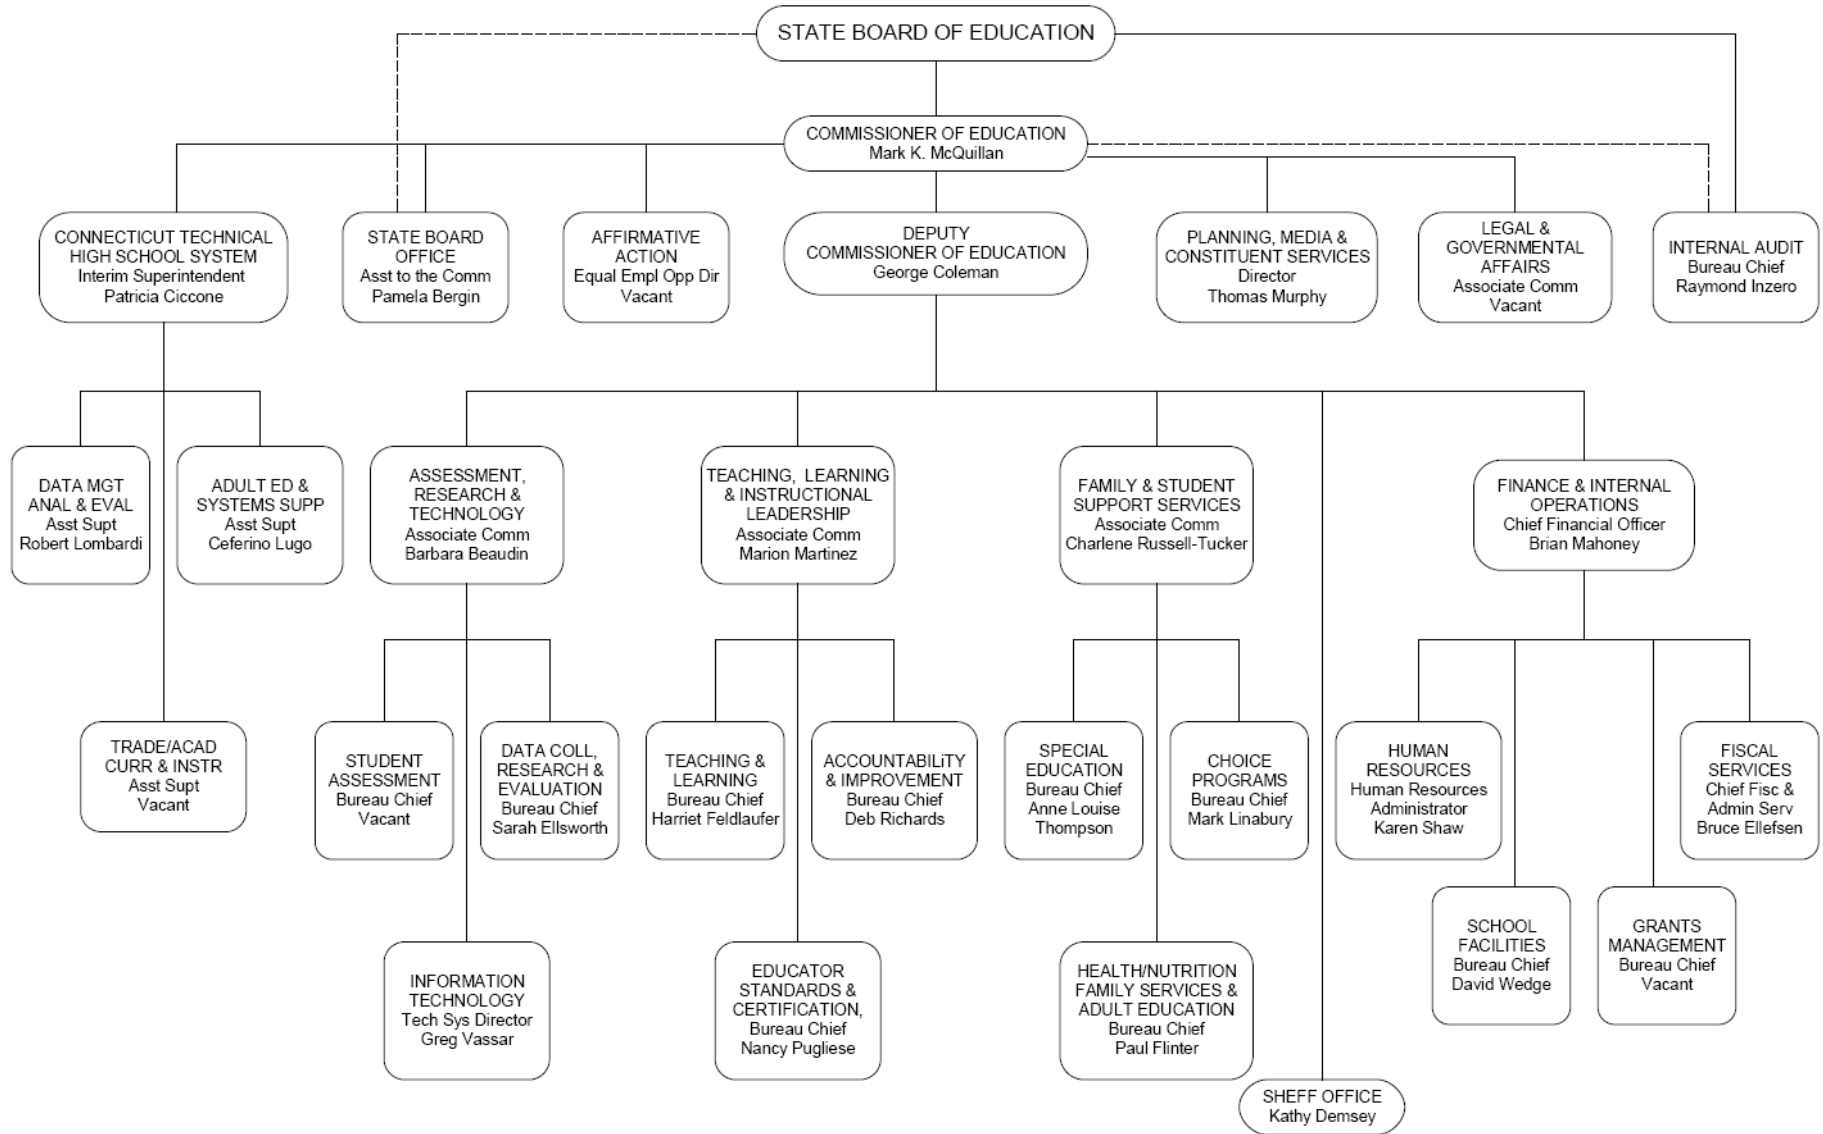 STATE BOARD OF EDUCATION
COMMISSIONER OF EDUCATION
Mark K. McQuillan
CONNECTICUT TECHNICAL
HIGH SCHOOL SYSTEM
Interim Superintendent
Patricia Ciccone
STATE BOARD
OFFICE
Asst to the Comm
Pamela Bergin
AFFIRMATIVE
ACTION
Equal Empl Opp Dir
Vacant
DEPUTY
COMMISSIONER OF EDUCATION
George Coleman
PLANNING, MEDIA &
CONSTITUENT SERVICES
Director
Thomas Murphy
LEGAL &
GOVERNMENTAL
AFFAIRS
Associate Comm
Vacant
INTERNAL AUDIT
Bureau Chief
Raymond Inzero
DATA MGT
ANAL & EVAL
Asst Supt
Robert Lombardi
ADULT ED &
SYSTEMS SUPP
Asst Supt
Ceferino Lugo
ASSESSMENT,
RESEARCH &
TECHNOLOGY
Associate Comm
Barbara Beaudin
TEACHING, LEARNING
& INSTRUCTIONAL
LEADERSHIP
Associate Comm
Marion Martinez
FAMILY & STUDENT
SUPPORT SERVICES
Associate Comm
Charlene Russell-Tucker
FINANCE & INTERNAL
OPERATIONS
Chief Financial Officer
Brian Mahoney
TRADE/ACAD
CURR & INSTR
Asst Supt
Vacant
STUDENT
ASSESSMENT
Bureau Chief
Vacant
DATA COLL,
RESEARCH &
EVALUATION
Bureau Chief
Sarah Ellsworth
TEACHING &
LEARNING
Bureau Chief
Harriet Feldlaufer
ACCOUNTABILiTY
& IMPROVEMENT
Bureau Chief
Deb Richards
SPECIAL
EDUCATION
Bureau Chief
Anne Louise
Thompson
CHOICE
PROGRAMS
Bureau Chief
Mark Linabury
HUMAN
RESOURCES
Human Resources
Administrator
Karen Shaw
FISCAL
SERVICES
Chief Fisc &
Admin Serv
Bruce Ellefsen
SCHOOL
FACILITIES
Bureau Chief
David Wedge
GRANTS
MANAGEMENT
Bureau Chief
Vacant
INFORMATION
TECHNOLOGY
Tech Sys Director
Greg Vassar
EDUCATOR
STANDARDS &
CERTIFICATION,
Bureau Chief
Nancy Pugliese
HEALTH/NUTRITION
FAMILY SERVICES &
ADULT EDUCATION
Bureau Chief
Paul Flinter
SHEFF OFFICE
Kathy Demsey